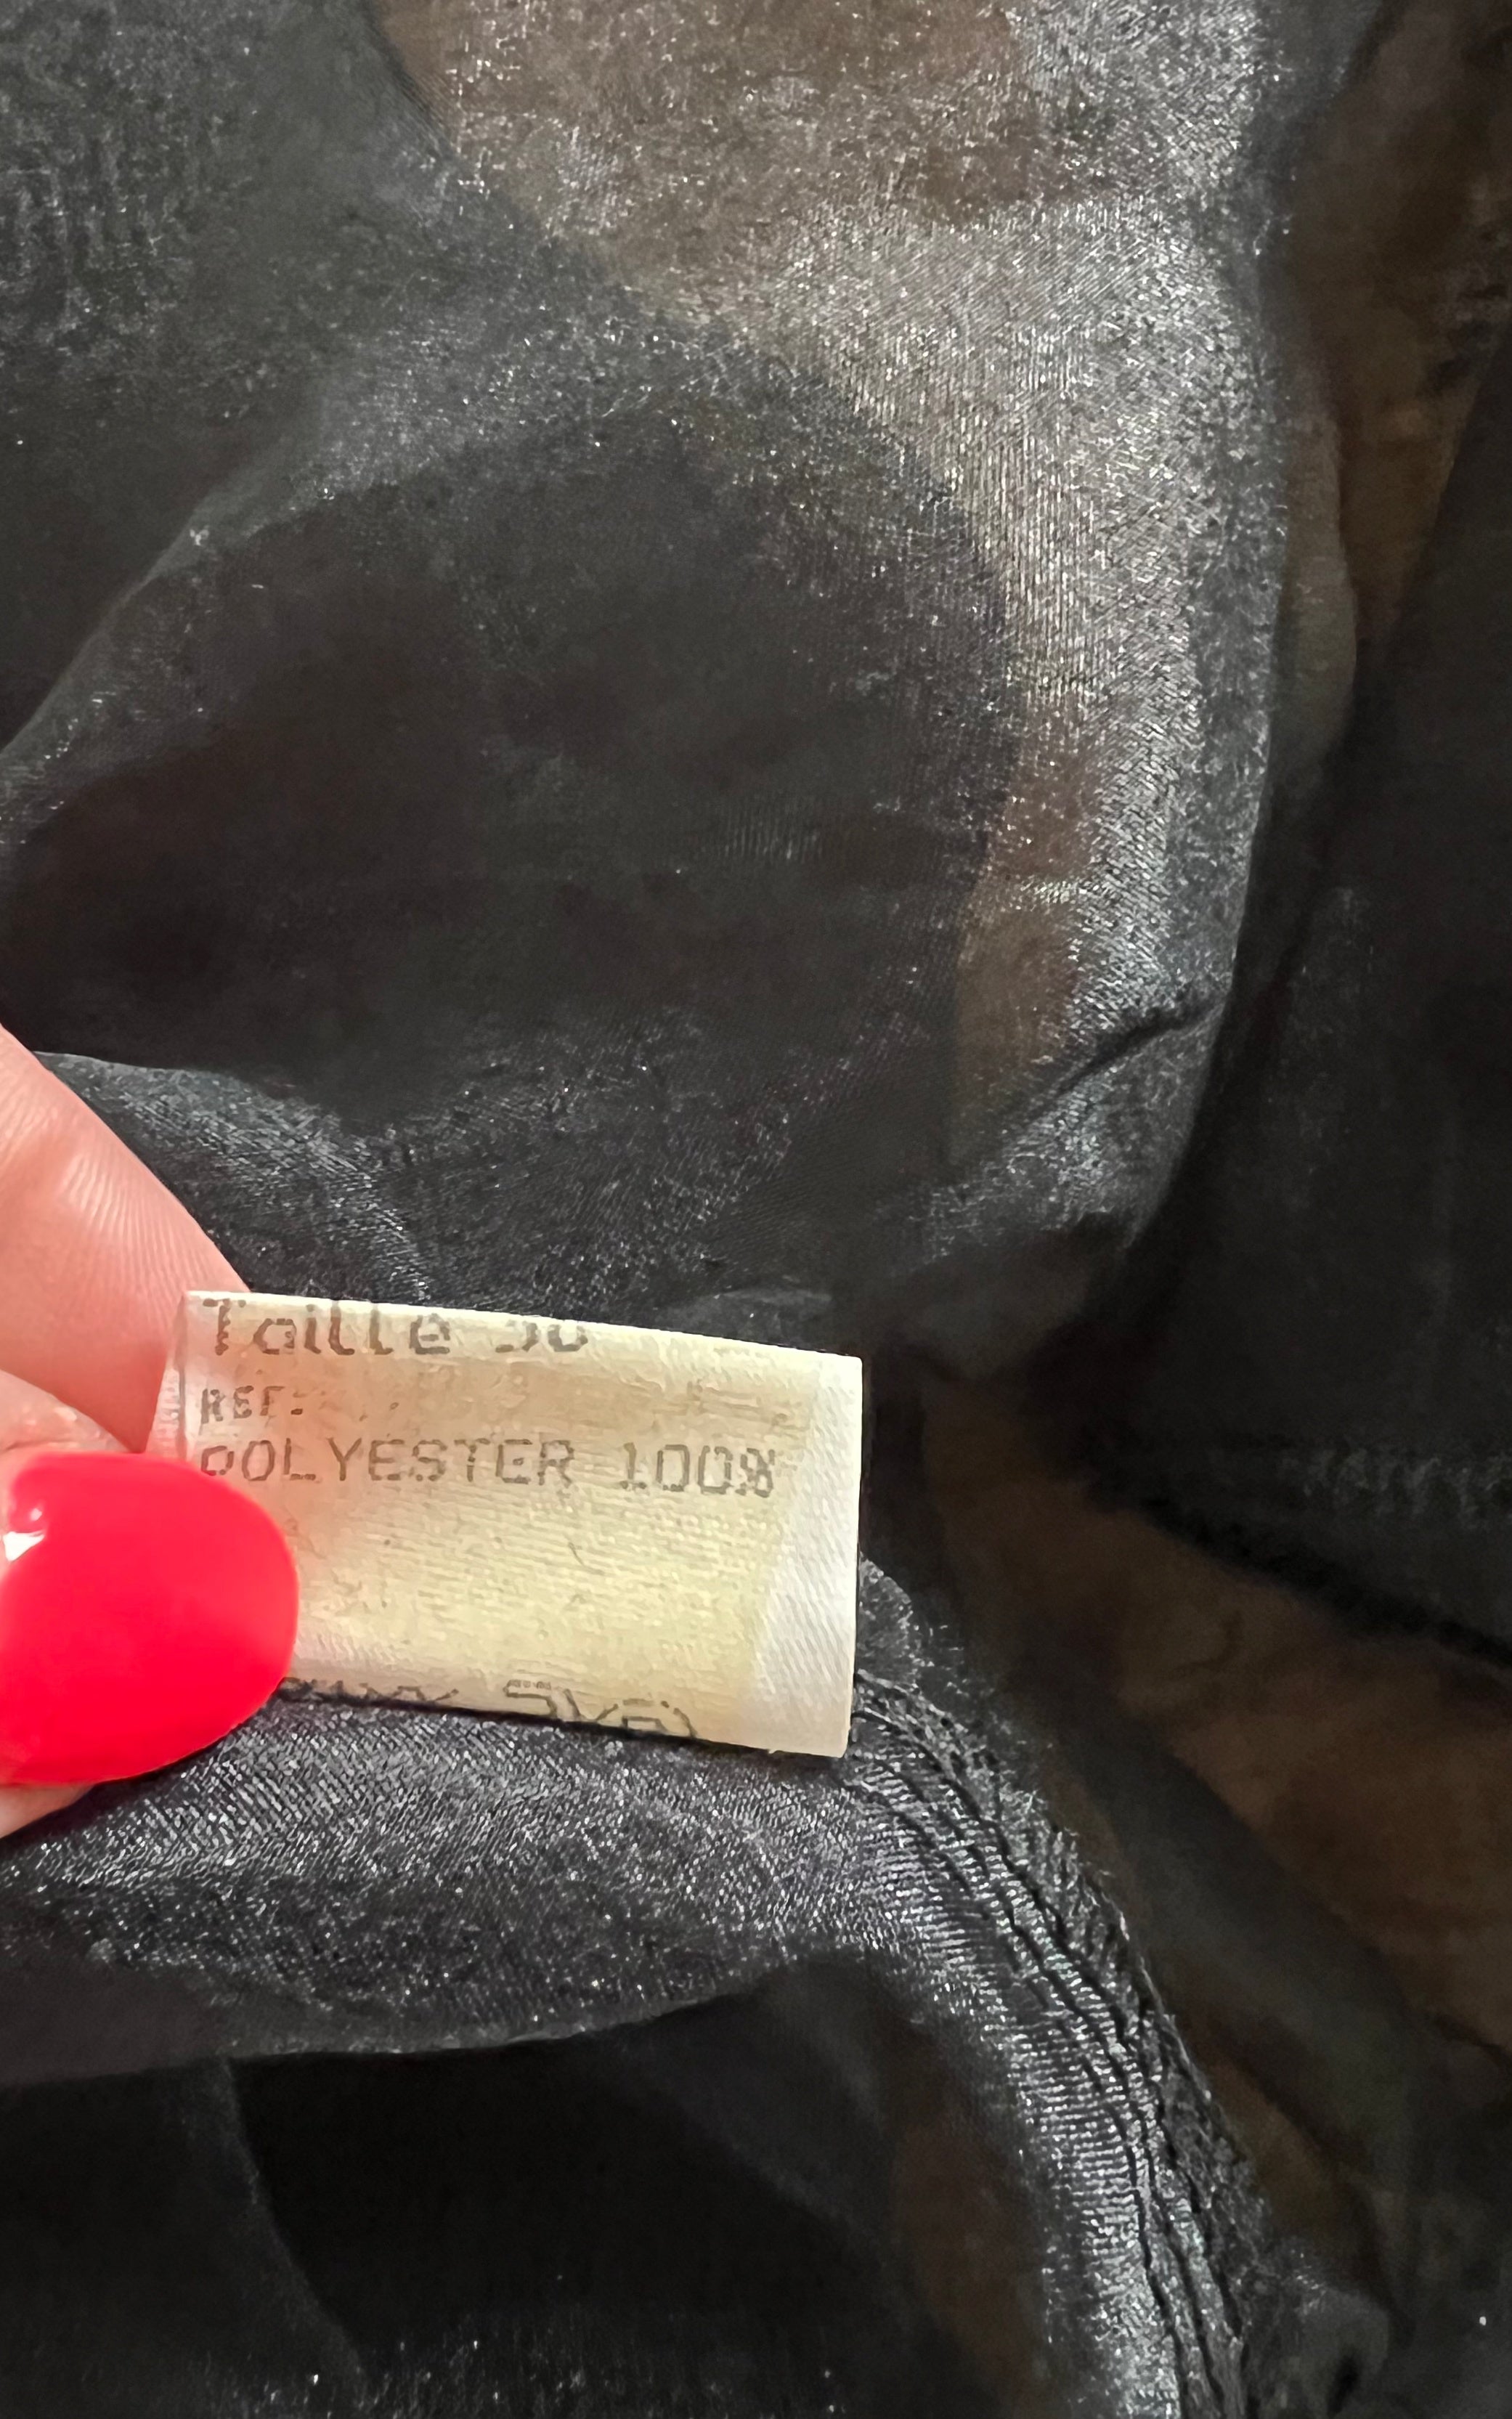 Taille
REF:
POLYESTER 100%